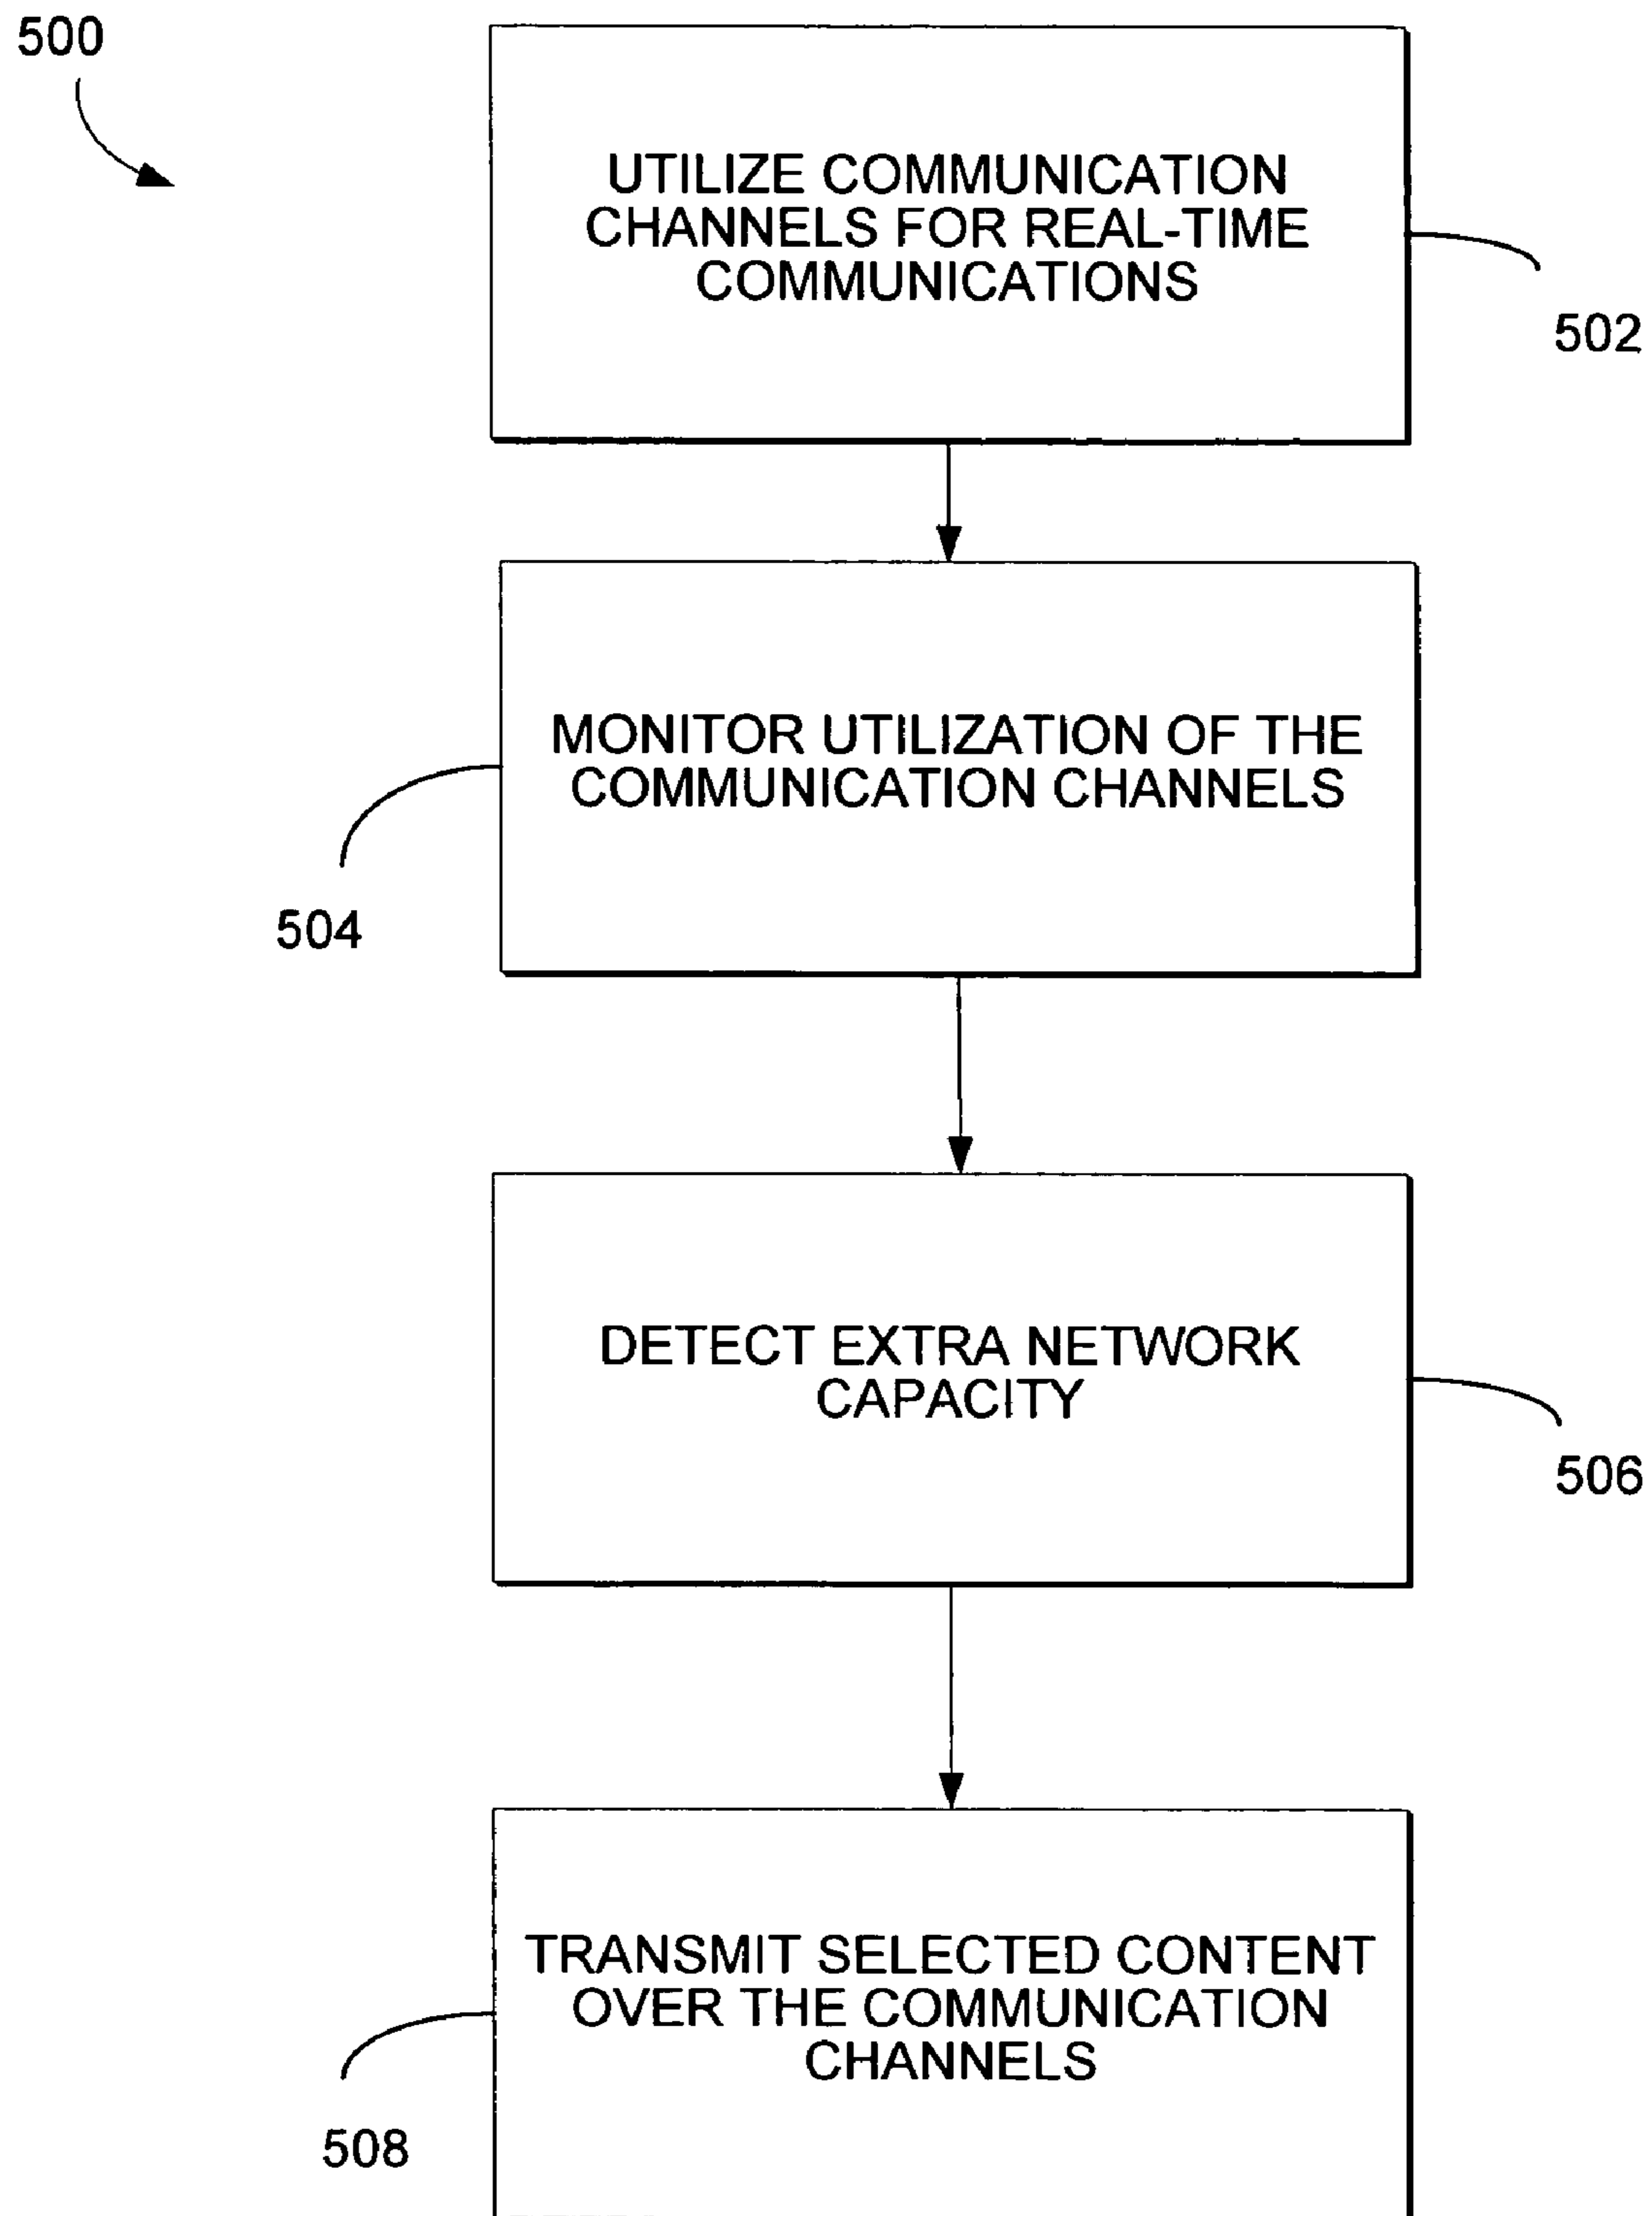 500
UTILIZE COMMUNICATION
CHANNELS FOR REAL-TIME
COMMUNICATIONS
502
MONITOR UTILIZATION OF THE
COMMUNICATION CHANNELS
504
DETECT EXTRA NETWORK
CAPACITY
506
TRANSMIT SELECTED CONTENT
OVER THE COMMUNICATION
CHANNELS
508